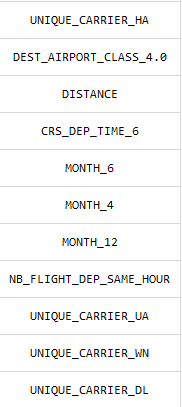 UNIQUE_CARRIER_HA
DEST_AIRPORT_CLASS_4.0
DISTANCE
CRS_DEP_TIME_6
MONTH_6
MONTH_4
MONTH_12
NB_FLIGHT_DEP_SAME_HOUR
UNIQUE_CARRIER_UA
UNIQUE_CARRIER_WN
UNIQUE_CARRIER_DL